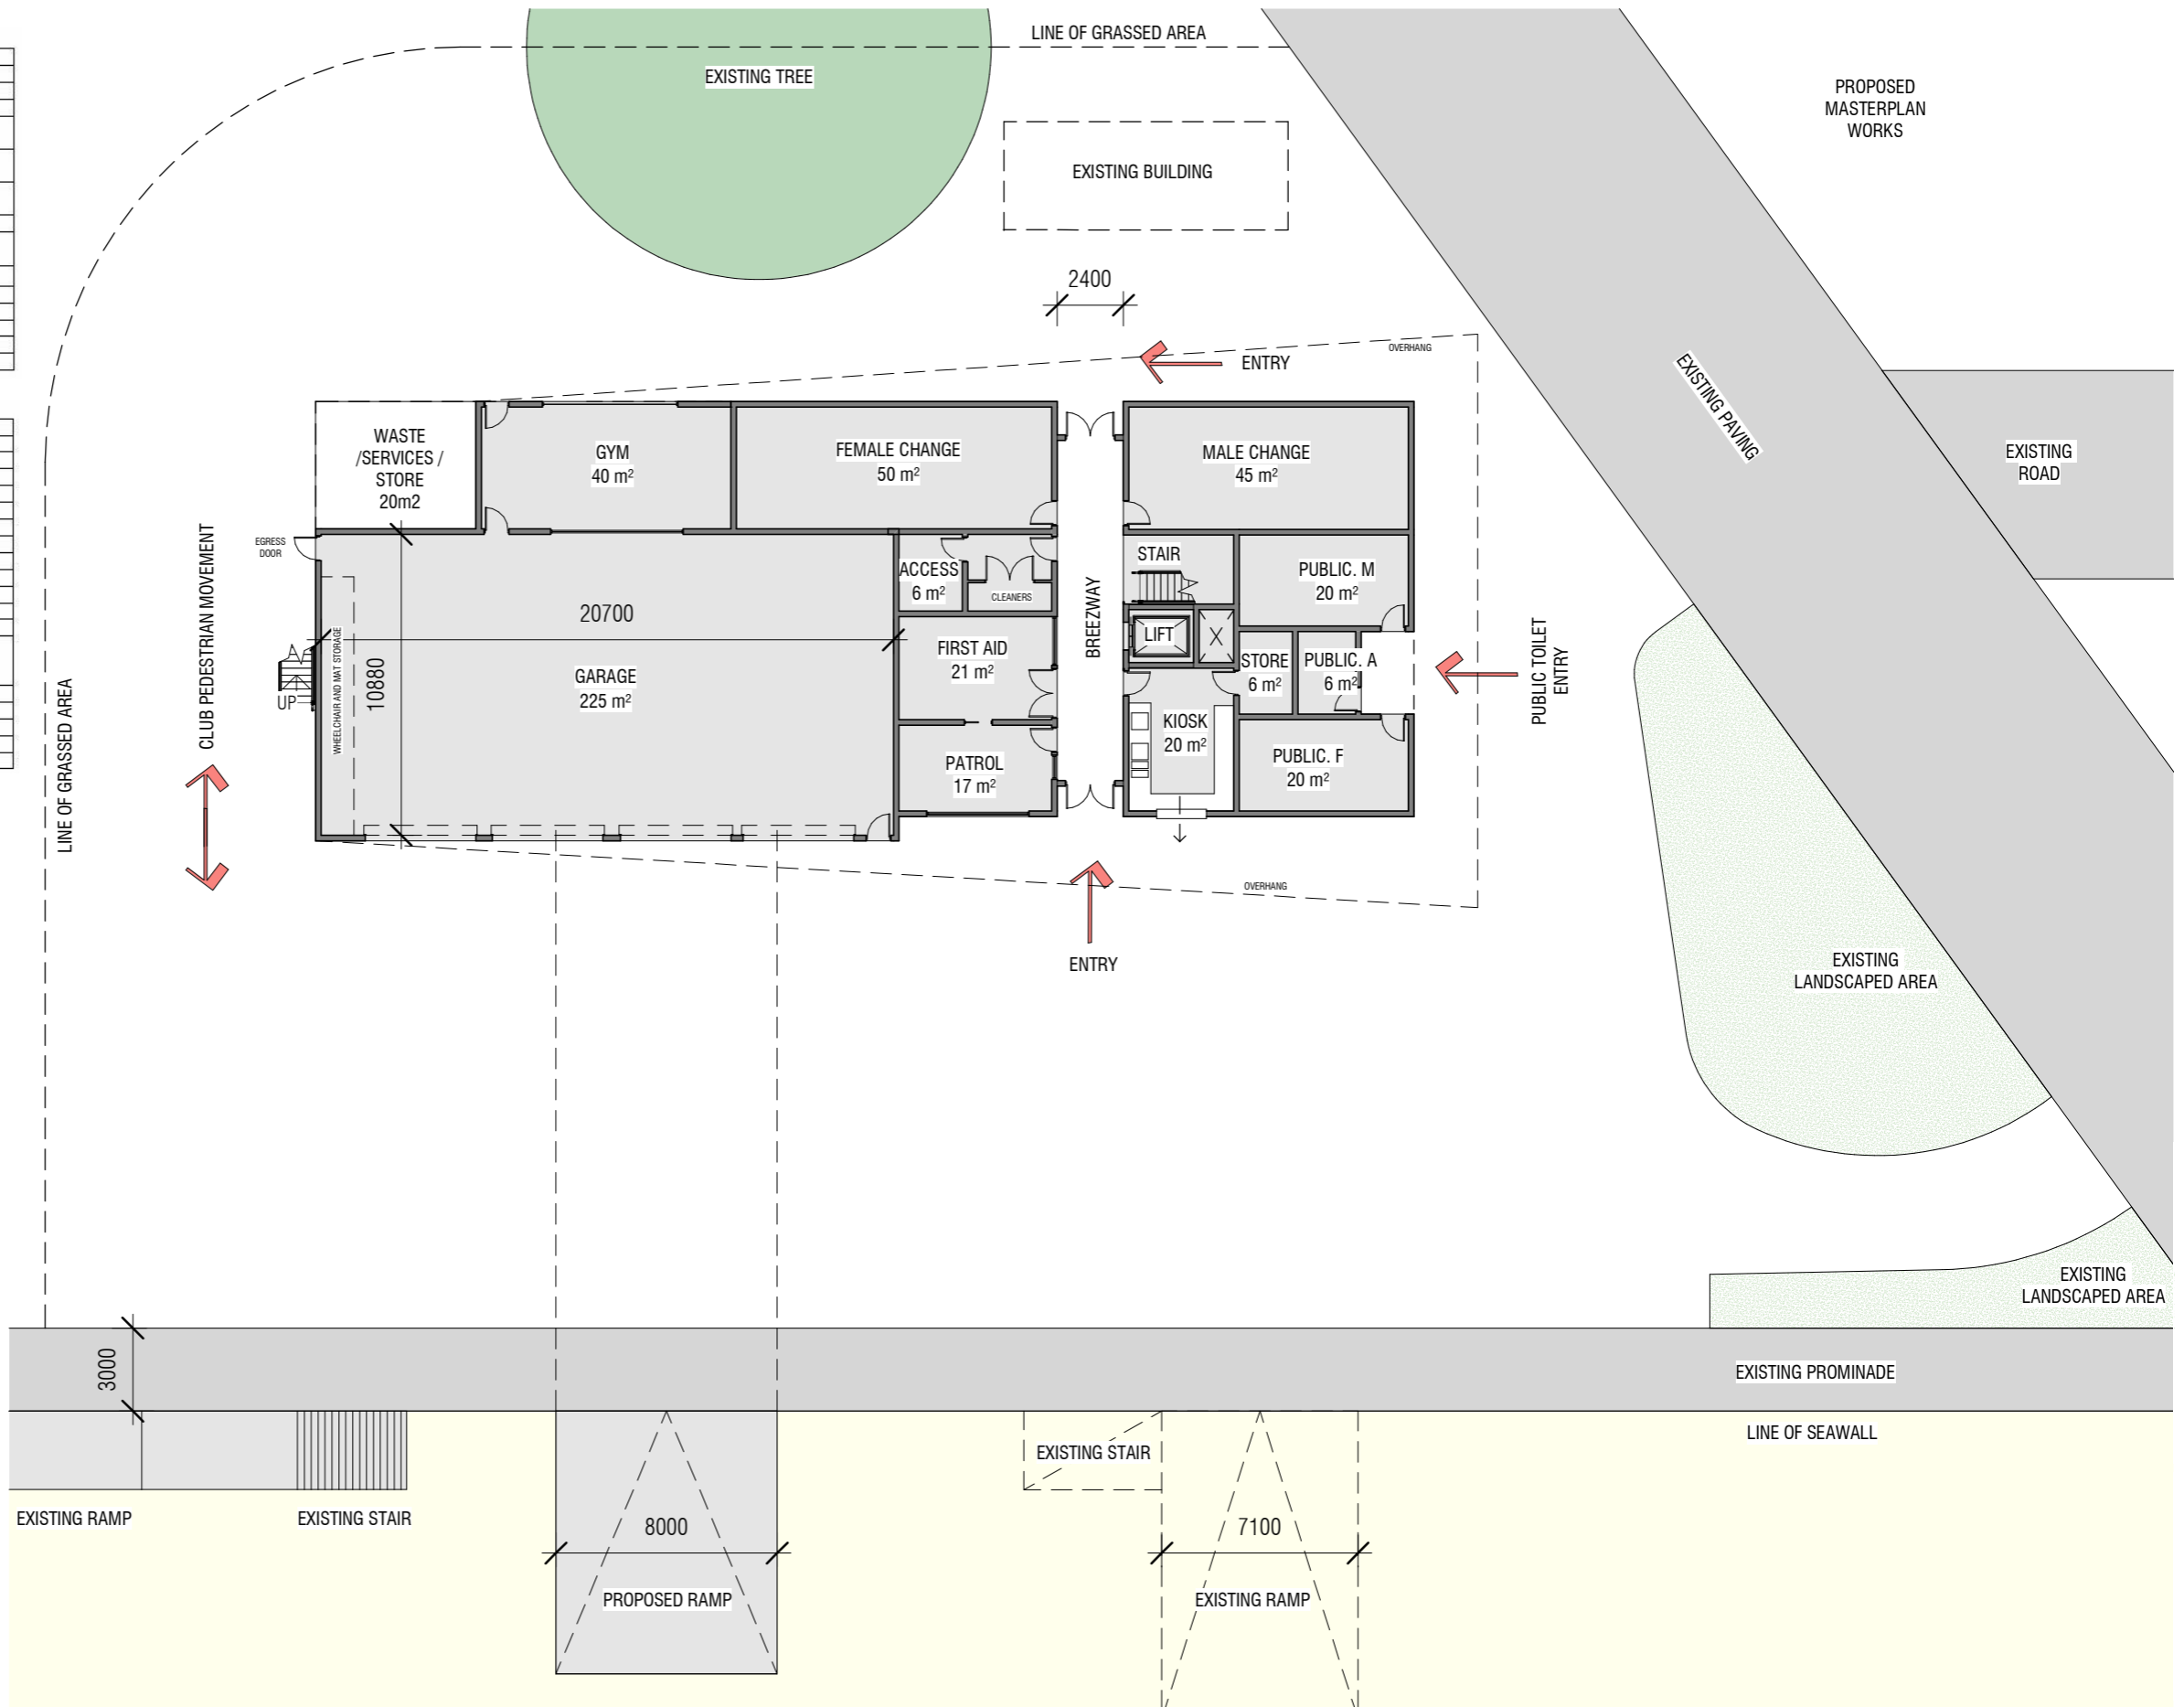 LINE OF GRASSED AREA
EXISTING TREE
PROPOSED
MASTERPLAN
WORKS
EXISTING BUILDING
2400
OVERHANG
ENTRY
EXISTING PAVING
EXISTING
ROAD
WASTE
/SERVICES /
STORE
20m2
GYM
40 m²
FEMALE CHANGE
50 m²
MALE CHANGE
45 m²
EGRESS
DOOR
CLUB PEDESTRIAN MOVEMENT
LINE OF GRASSED AREA
UP
WHEELCHAIR AND MAT STORAGE
20700
10880
GARAGE
225 m²
ACCESS
6 m²
CLEANERS
FIRST AID
21 m²
PATROL
17 m²
BREEZWAY
STAIR
LIFT
PUBLIC. M
20 m²
STORE
6 m²
PUBLIC. A
6 m²
KIOSK
20 m²
PUBLIC. F
20 m²
PUBLIC TOILET
ENTRY
OVERHANG
ENTRY
EXISTING
LANDSCAPED AREA
EXISTING
LANDSCAPED AREA
3000
EXISTING PROMINADE
LINE OF SEAWALL
EXISTING RAMP
EXISTING STAIR
8000
PROPOSED RAMP
EXISTING STAIR
7100
EXISTING RAMP